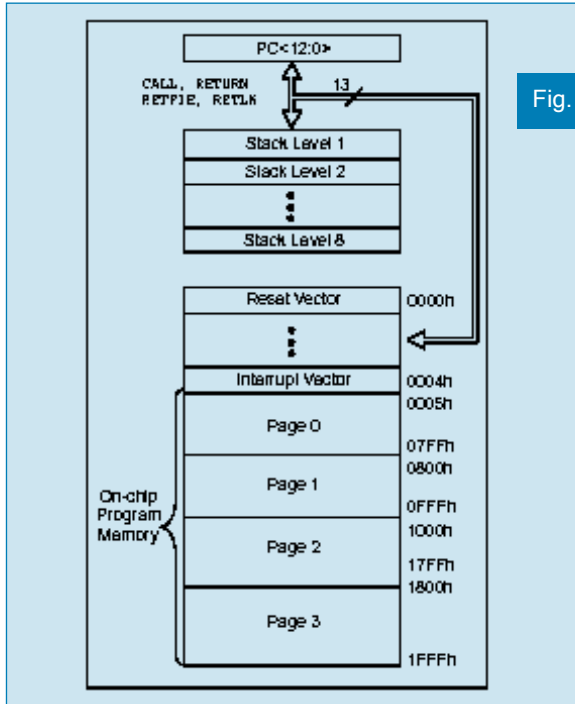 PC<12:0>
CALL, RETURN
RETFIE, RETLW
13
Fig.
Stack Level 1
Stack Level 2
Stack Level 8
Reset Vector
0000h
Interrupt Vector
0004h
0005h
Page 0
07FFh
0800h
Page 1
0FFFh
1000h
On-chip
Program
Memory
Page 2
17FFh
1800h
Page 3
1FFFh